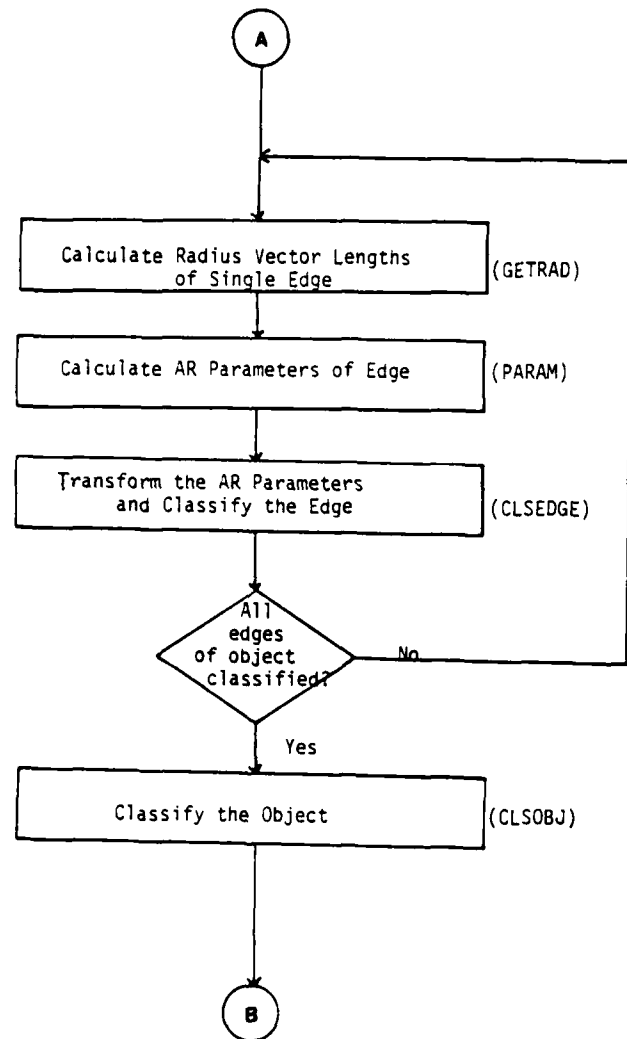 A
Calculate Radius Vector Lengths
of Single Edge
(GETRAD)
Calculate AR Parameters of Edge
(PARAM)
Transform the AR Parameters
and Classify the Edge
(CLSEDGE)
All
edges
of object
classified?
No
Yes
Classify the Object
(CLSOBJ)
B